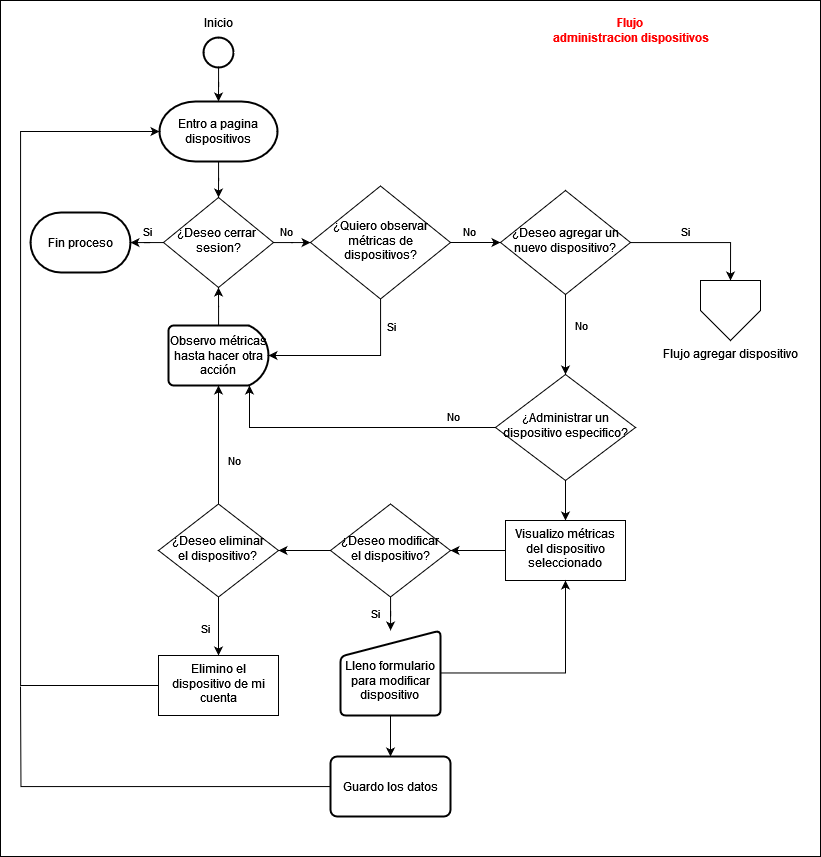 Inicio
Flujo
administracion dispositivos
Entro a pagina
dispositivos
Fin proceso
Si
¿Deseo cerrar
sesion?
No
¿Quiero observar
métricas de
dispositivos?
No
¿Deseo agregar un
nuevo dispositivo?
Si
Flujo agregar dispositivo
Si
No
Observo métricas
hasta hacer otra
acción
No
¿Administrar un
dispositivo especifico?
No
¿Deseo eliminar
el dispositivo?
¿Deseo modificar
el dispositivo?
Visualizo métricas
del dispositivo
seleccionado
Si
Si
Elimino el
dispositivo de mi
cuenta
Lleno formulario
para modificar
dispositivo
Guardo los datos